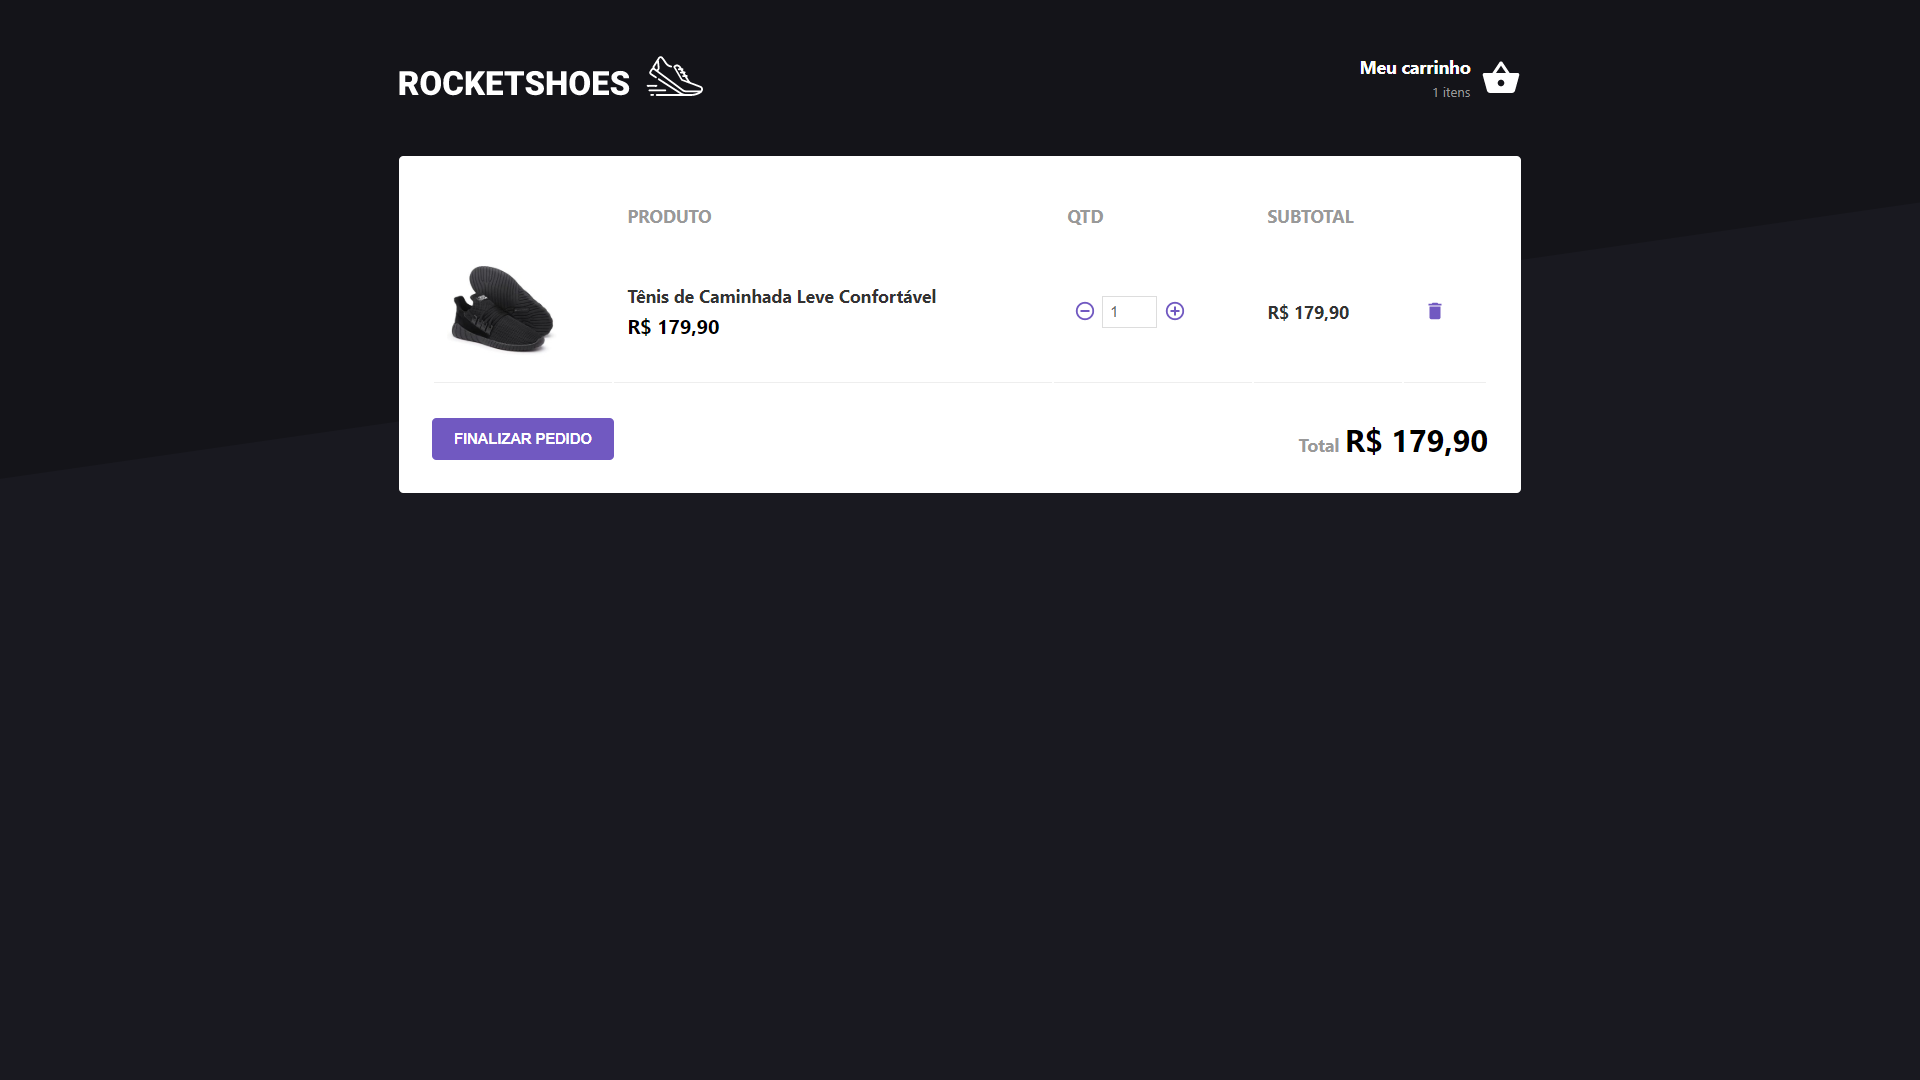 ROCKETSHOES
Meu carrinho
1 itens
PRODUTO QTD SUBTOTAL
Tênis de Caminhada Leve Confortável
R$ 179,90
1
R$ 179,90
FINALIZAR PEDIDO
Total R$ 179,90